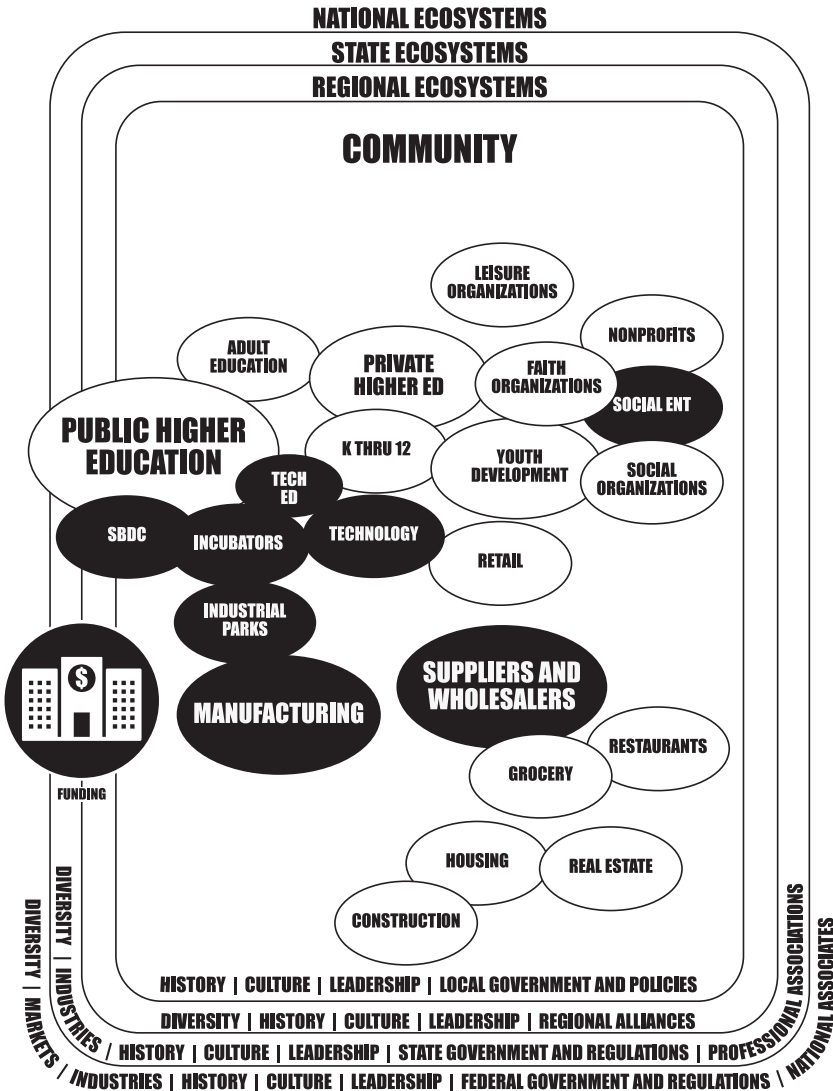 NATIONAL ECOSYSTEMS
STATE ECOSYSTEMS
REGIONAL ECOSYSTEMS
COMMUNITY
LEISURE
ORGANIZATIONS
NONPROFITS
ADULT
EDUCATION
PRIVATE
HIGHER ED
FAITH
ORGANIZATIONS
SOCIAL ENT
PUBLIC HIGHER
EDUCATION
K THRU 12
YOUTH
DEVELOPMENT
SOCIAL
ORGANIZATIONS
TECH
ED
SBDC
INCUBATORS
TECHNOLOGY
RETAIL
INDUSTRIAL
PARKS
$
SUPPLIERS AND
WHOLESALERS
MANUFACTURING
RESTAURANTS
GROCERY
FUNDING
HOUSING
REAL ESTATE
CONSTRUCTION
HISTORY | CULTURE | LEADERSHIP | LOCAL GOVERNMENT AND POLICIES
DIVERSITY | HISTORY | CULTURE | LEADERSHIP | REGIONAL ALLIANCES
DIVERSITY | INDUSTRIES / HISTORY | CULTURE | LEADERSHIP | STATE GOVERNMENT AND REGULATIONS | PROFESSIONAL ASSOCIATIONS
DIVERSITY | MARKETS / INDUSTRIES | HISTORY | CULTURE | LEADERSHIP | FEDERAL GOVERNMENT AND REGULATIONS / NATIONAL ASSOCIATES